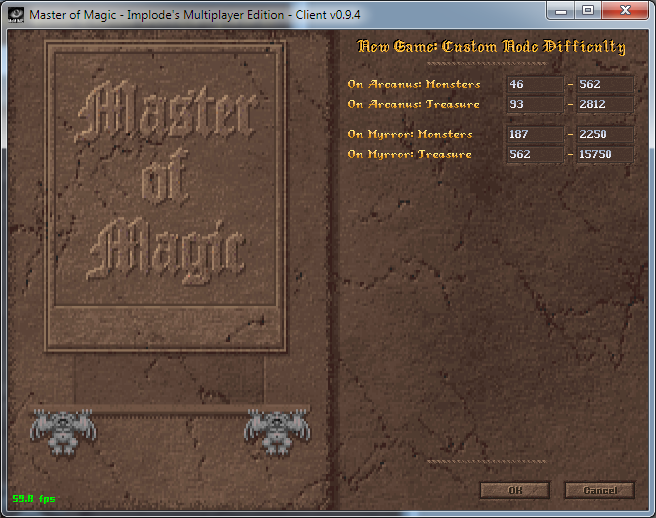 Master of Magic - Implode's Multiplayer Edition - Client v0.9.4
Master
of
Magic
New Game: Custom Node Difficulty
On Arcanus: Monsters 46 - 562
On Arcanus: Treasure 93 - 2812
On Myrror: Monsters 187 - 2250
On Myrror: Treasure 562 - 15750
OK Cancel
59.8 fps